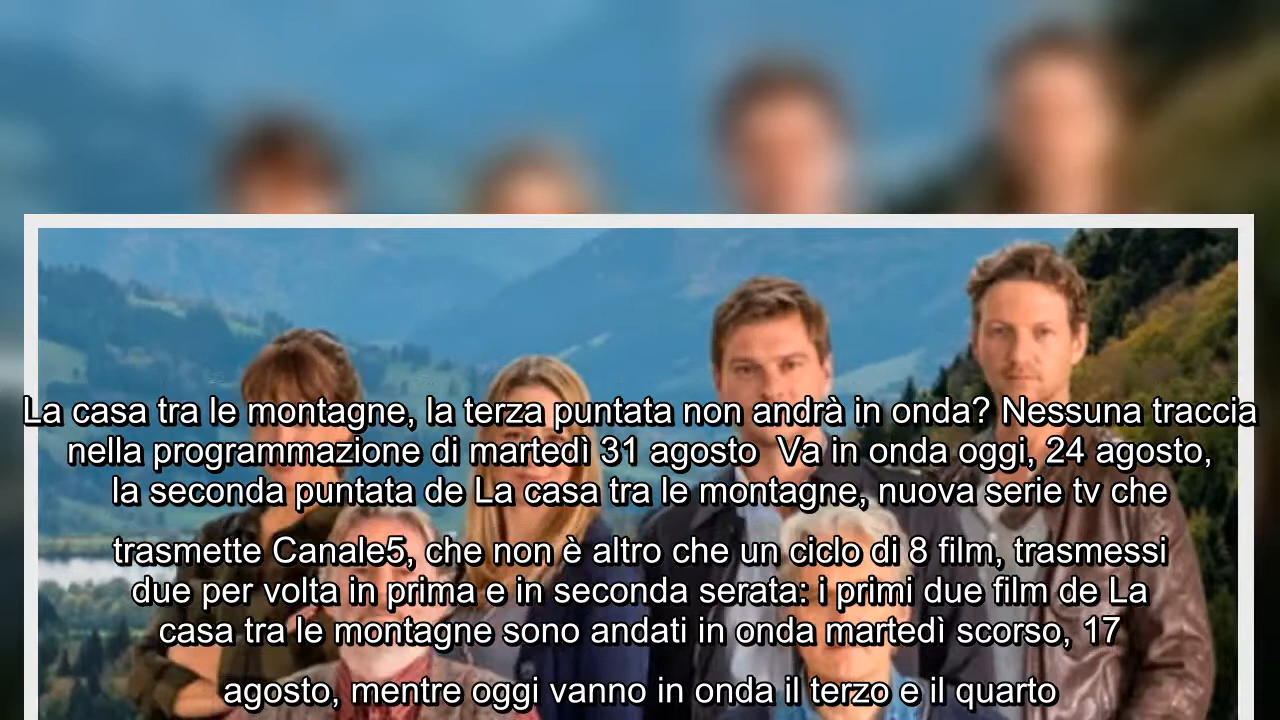 La casa tra le montagne, la terza puntata non andrà in onda? Nessuna traccia
nella programmazione di martedì 31 agosto  Va in onda oggi, 24 agosto,
la seconda puntata de La casa tra le montagne, nuova serie tv che
trasmette Canale5, che non è altro che un ciclo di 8 film, trasmessi
due per volta in prima e in seconda serata: i primi due film de La
casa tra le montagne sono andati in onda martedì scorso, 17
agosto, mentre oggi vanno in onda il terzo e il quarto